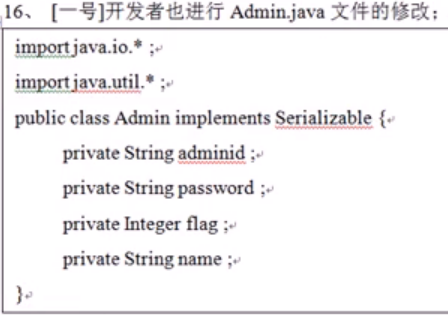 16、 [一号]开发者也进行 Admin.java 文件的修改；
import java.io.* ;
import java.util.* ;
public class Admin implements Serializable {
private String adminid ;
private String password ;
private Integer flag ;
private String name ;
}